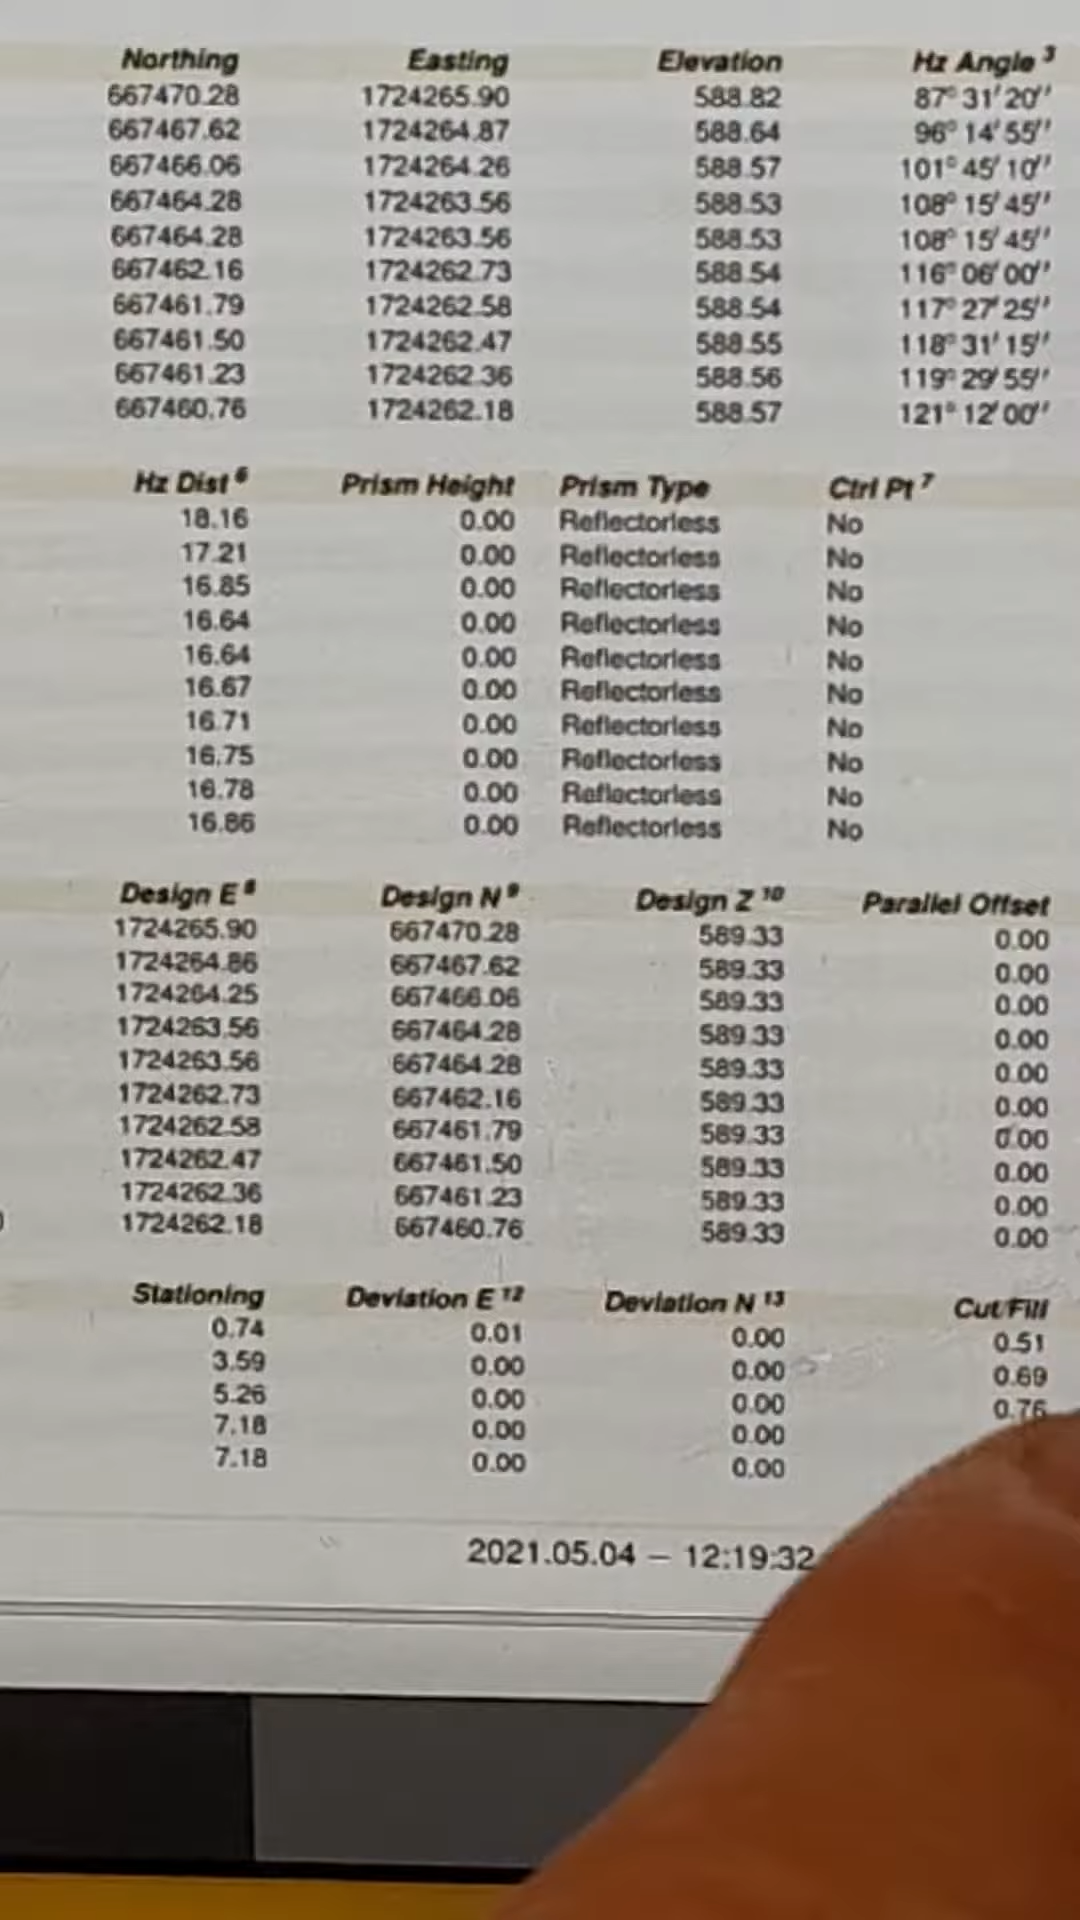 Northing Easting Elevation Hz Angle 3
667470.28 1724265.90 588.82 87° 31' 20''
667467.62 1724264.87 588.64 96° 14' 55''
667466.06 1724264.26 588.57 101° 45' 10''
667464.28 1724263.56 588.53 108° 15' 45''
667464.28 1724263.56 588.53 108° 15' 45''
667462.16 1724262.73 588.54 116° 06' 00''
667461.79 1724262.58 588.54 117° 27' 25''
667461.50 1724262.47 588.55 118° 31' 15''
667461.23 1724262.36 588.56 119° 29' 55''
667460.76 1724262.18 588.57 121° 12' 00''
Hz Dist 6 Prism Height Prism Type Ctrl Pt 7
18.16 0.00 Reflectorless No
17.21 0.00 Reflectorless No
16.85 0.00 Reflectorless No
16.64 0.00 Reflectorless No
16.64 0.00 Reflectorless No
16.67 0.00 Reflectorless No
16.71 0.00 Reflectorless No
16.75 0.00 Reflectorless No
16.78 0.00 Reflectorless No
16.86 0.00 Reflectorless No
Design E 8 Design N 9 Design Z 10 Parallel Offset
1724265.90 667470.28 589.33 0.00
1724264.86 667467.62 589.33 0.00
1724264.25 667466.06 589.33 0.00
1724263.56 667464.28 589.33 0.00
1724263.56 667464.28 589.33 0.00
1724262.73 667462.16 589.33 0.00
1724262.58 667461.79 589.33 0.00
1724262.47 667461.50 589.33 0.00
1724262.36 667461.23 589.33 0.00
1724262.18 667460.76 589.33 0.00
Stationing Deviation E 12 Deviation N 13 Cut/Fill
0.74 0.01 0.00 0.51
3.59 0.00 0.00 0.69
5.26 0.00 0.00 0.76
7.18 0.00 0.00
7.18 0.00 0.00
2021.05.04 – 12:19:32